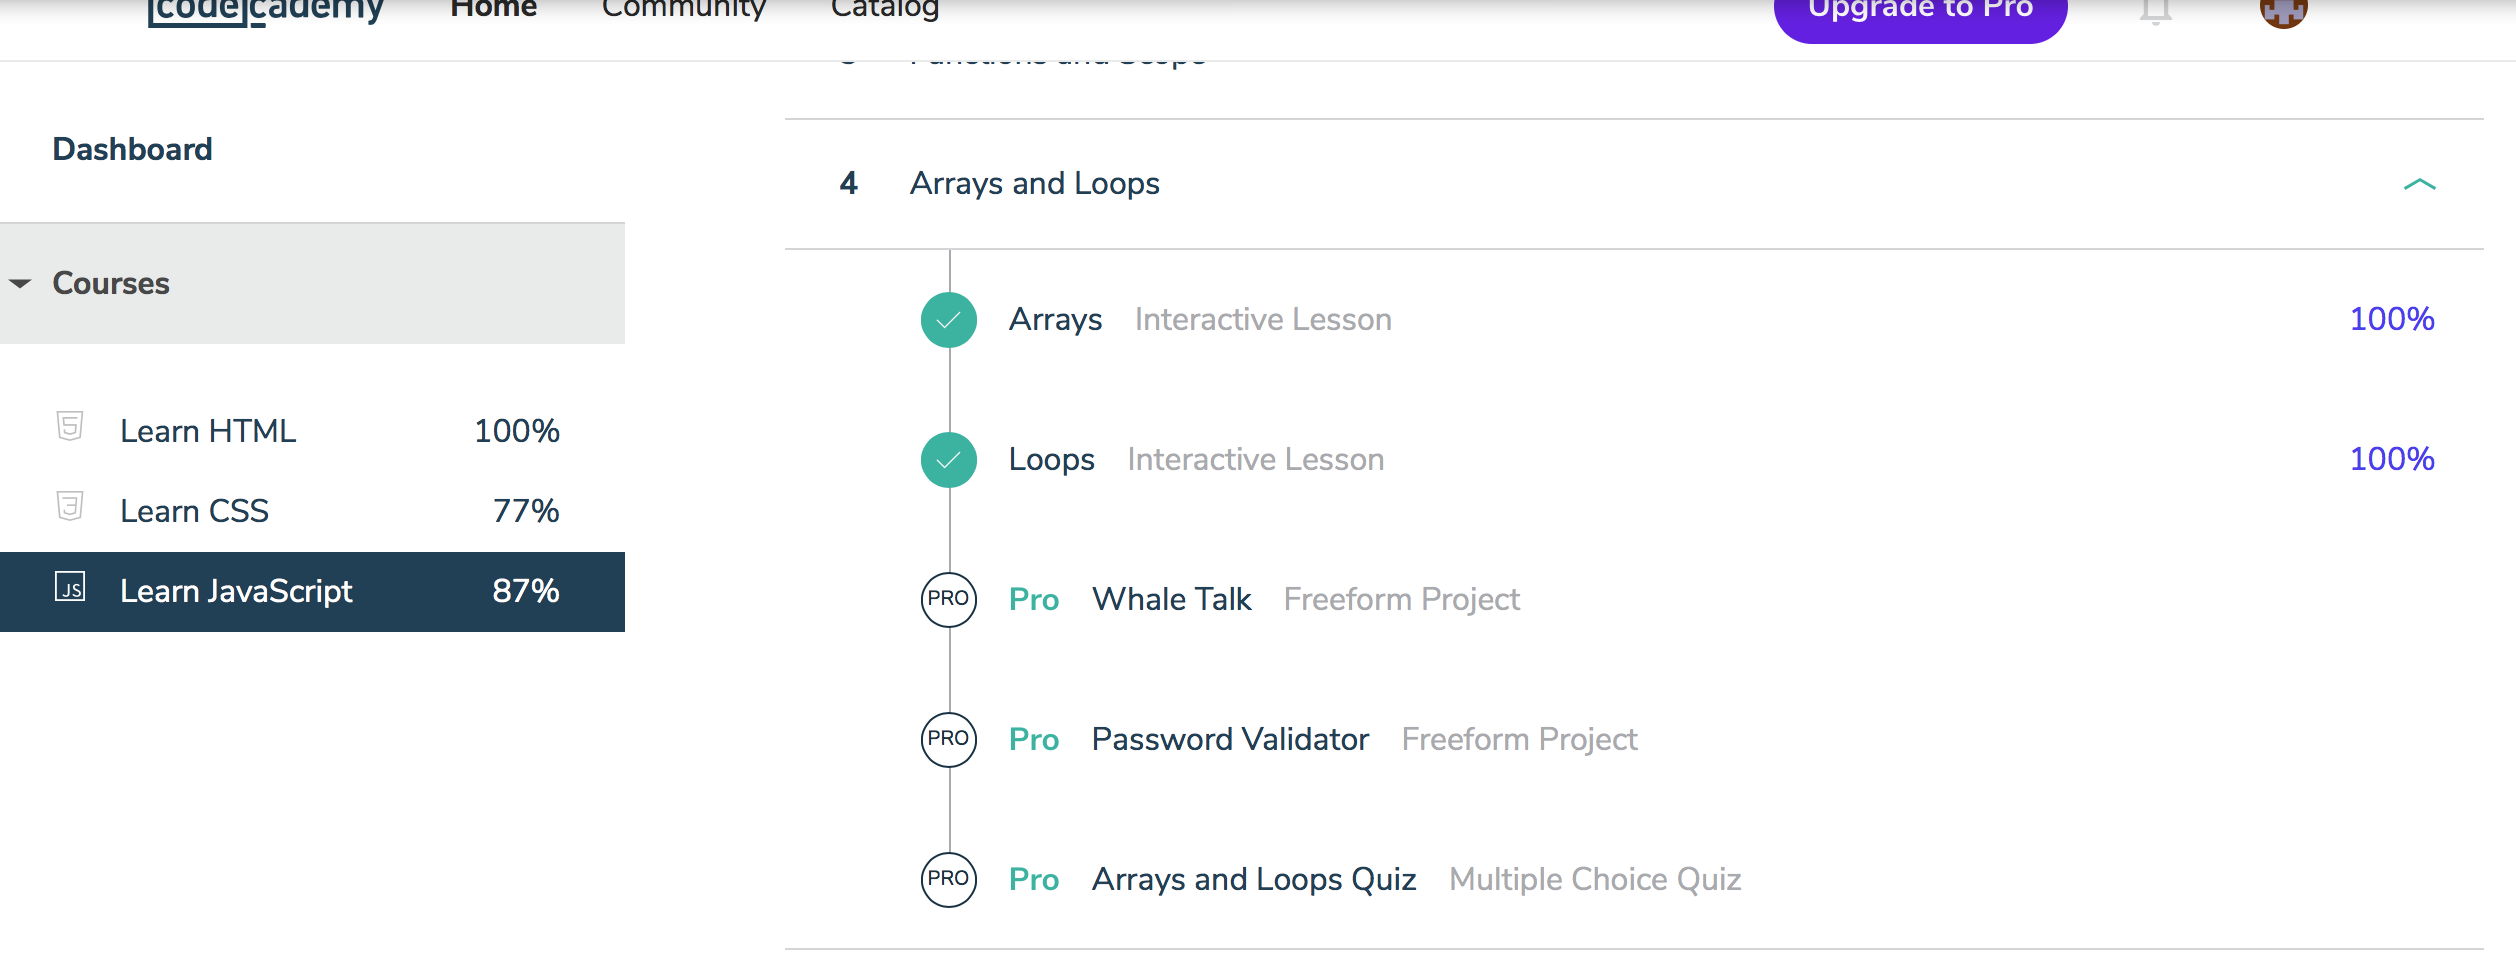 codecademy Home Community Catalog Upgrade to Pro
Functions and Scope
Dashboard
4 Arrays and Loops
Courses
Arrays Interactive Lesson 100%
Learn HTML 100%
Loops Interactive Lesson 100%
Learn CSS 77%
JS Learn JavaScript 87%
PRO Pro Whale Talk Freeform Project
PRO Pro Password Validator Freeform Project
PRO Pro Arrays and Loops Quiz Multiple Choice Quiz